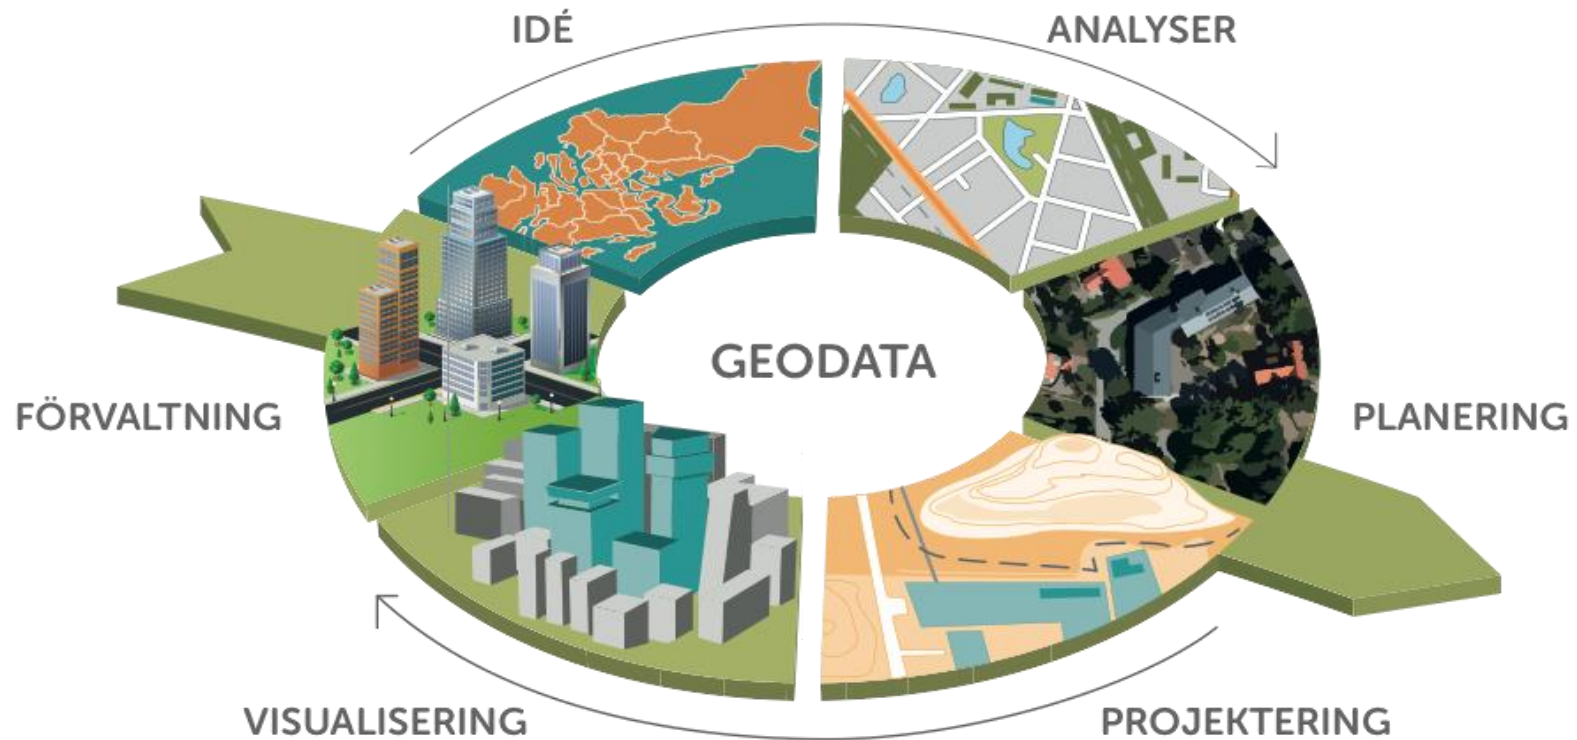 IDÉ
ANALYSER
GEODATA
FÖRVALTNING
PLANERING
VISUALISERING
PROJEKTERING